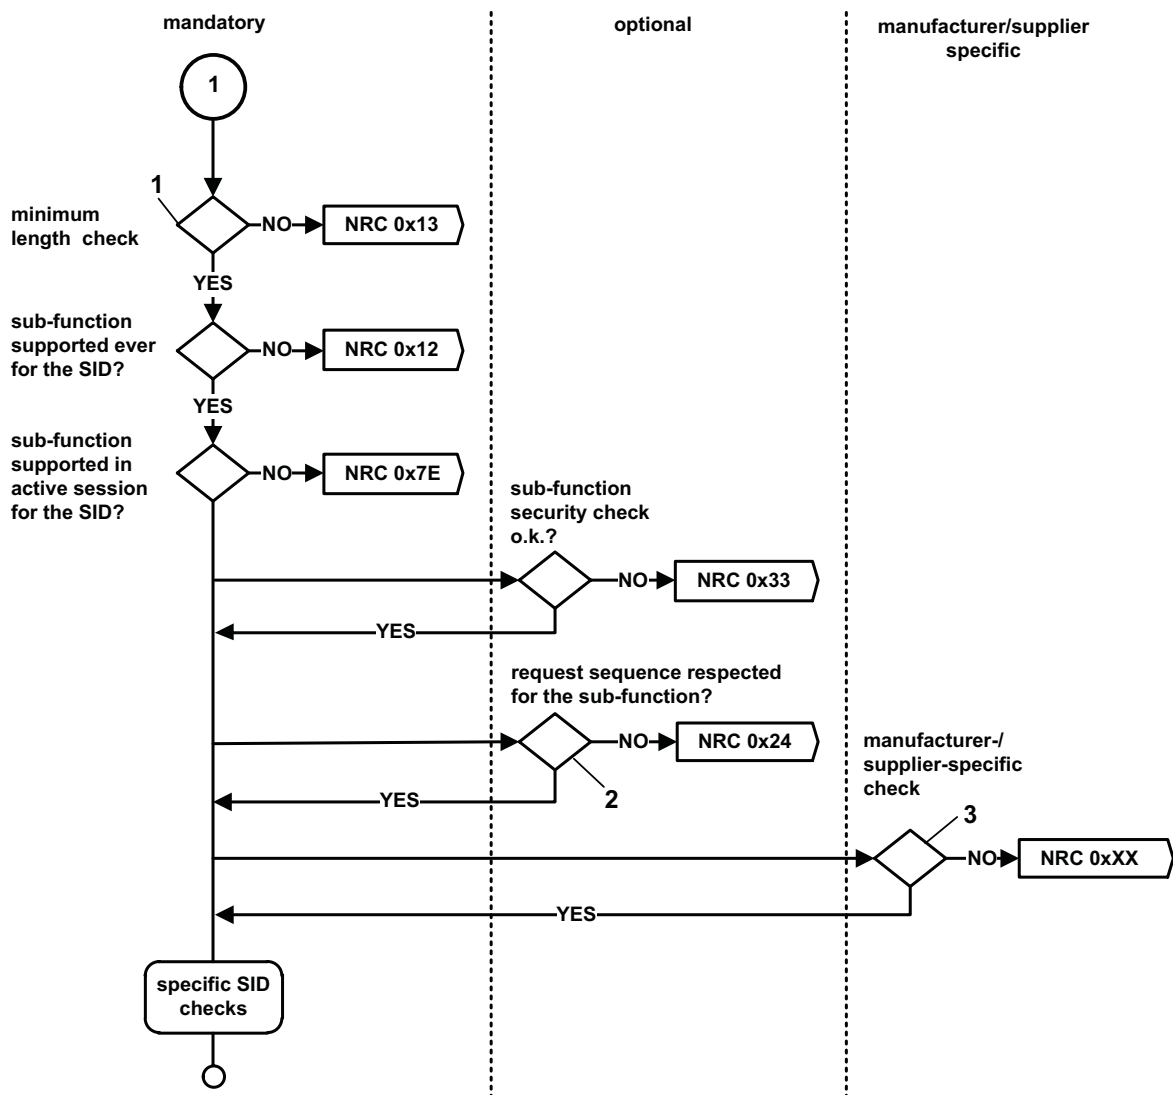 mandatory
optional
manufacturer/supplier
specific
1
1
minimum
length check
NO
NRC 0x13
YES
sub-function
supported ever
for the SID?
NO
NRC 0x12
YES
sub-function
supported in
active session
for the SID?
NO
NRC 0x7E
sub-function
security check
o.k.?
NO
NRC 0x33
YES
request sequence respected
for the sub-function?
NO
NRC 0x24
2
YES
manufacturer-/
supplier-specific
check
3
NO
NRC 0xXX
YES
specific SID
checks